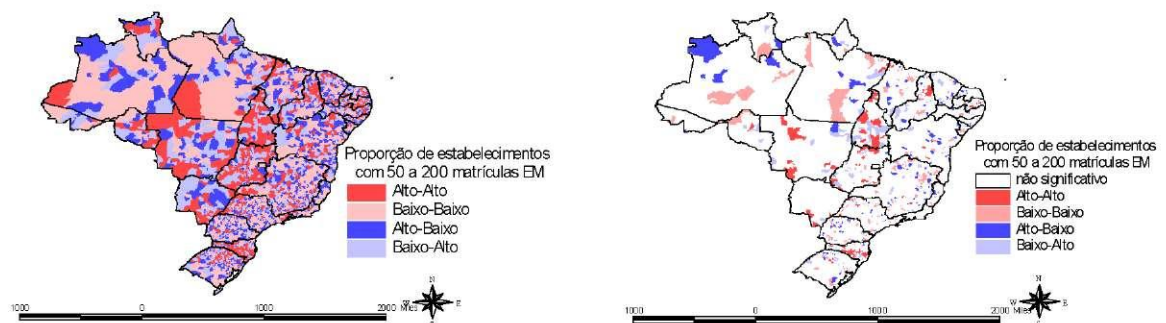 Proporção de estabelecimentos
com 50 a 200 matrículas EM
Alto-Alto
Baixo-Baixo
Alto-Baixo
Baixo-Alto
N
W E
S
1000 0 1000 2000 Miles
Proporção de estabelecimentos
com 50 a 200 matrículas EM
não significativo
Alto-Alto
Baixo-Baixo
Alto-Baixo
Baixo-Alto
N
W E
S
1000 0 1000 2000 Miles